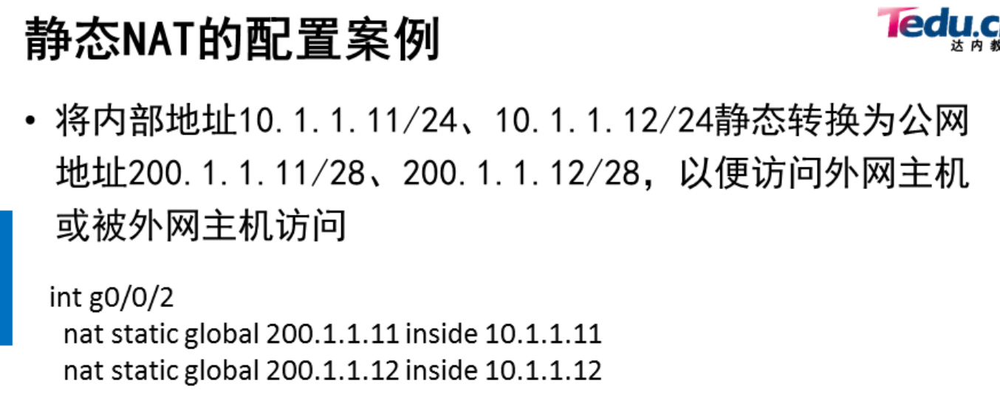 静态NAT的配置案例
Tedu.c
达内教
• 将内部地址10.1.1.11/24、10.1.1.12/24静态转换为公网
地址200.1.1.11/28、200.1.1.12/28，以便访问外网主机
或被外网主机访问
int g0/0/2
nat static global 200.1.1.11 inside 10.1.1.11
nat static global 200.1.1.12 inside 10.1.1.12